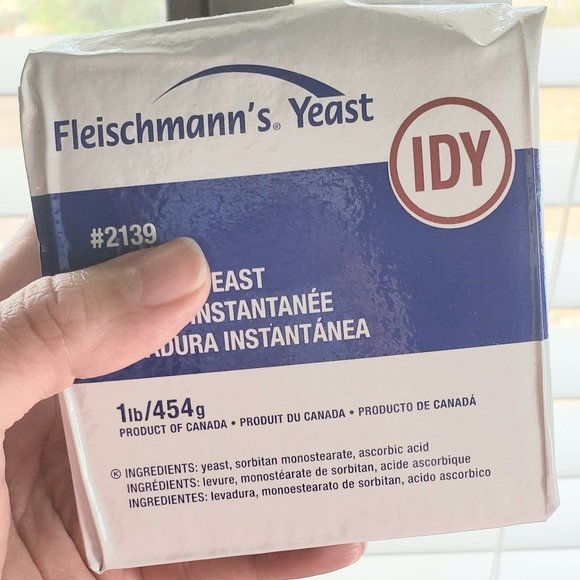 Fleischmann's® Yeast
IDY
#2139
EAST
INSTANTANÉE
ADURA INSTANTÁNEA
1lb/454g
PRODUCT OF CANADA • PRODUIT DU CANADA • PRODUCTO DE CANADÁ
Ⓚ INGREDIENTS: yeast, sorbitan monostearate, ascorbic acid
INGRÉDIENTS: levure, monostéarate de sorbitan, acide ascorbique
INGREDIENTES: levadura, monoestearato de sorbitan, acido ascorbico